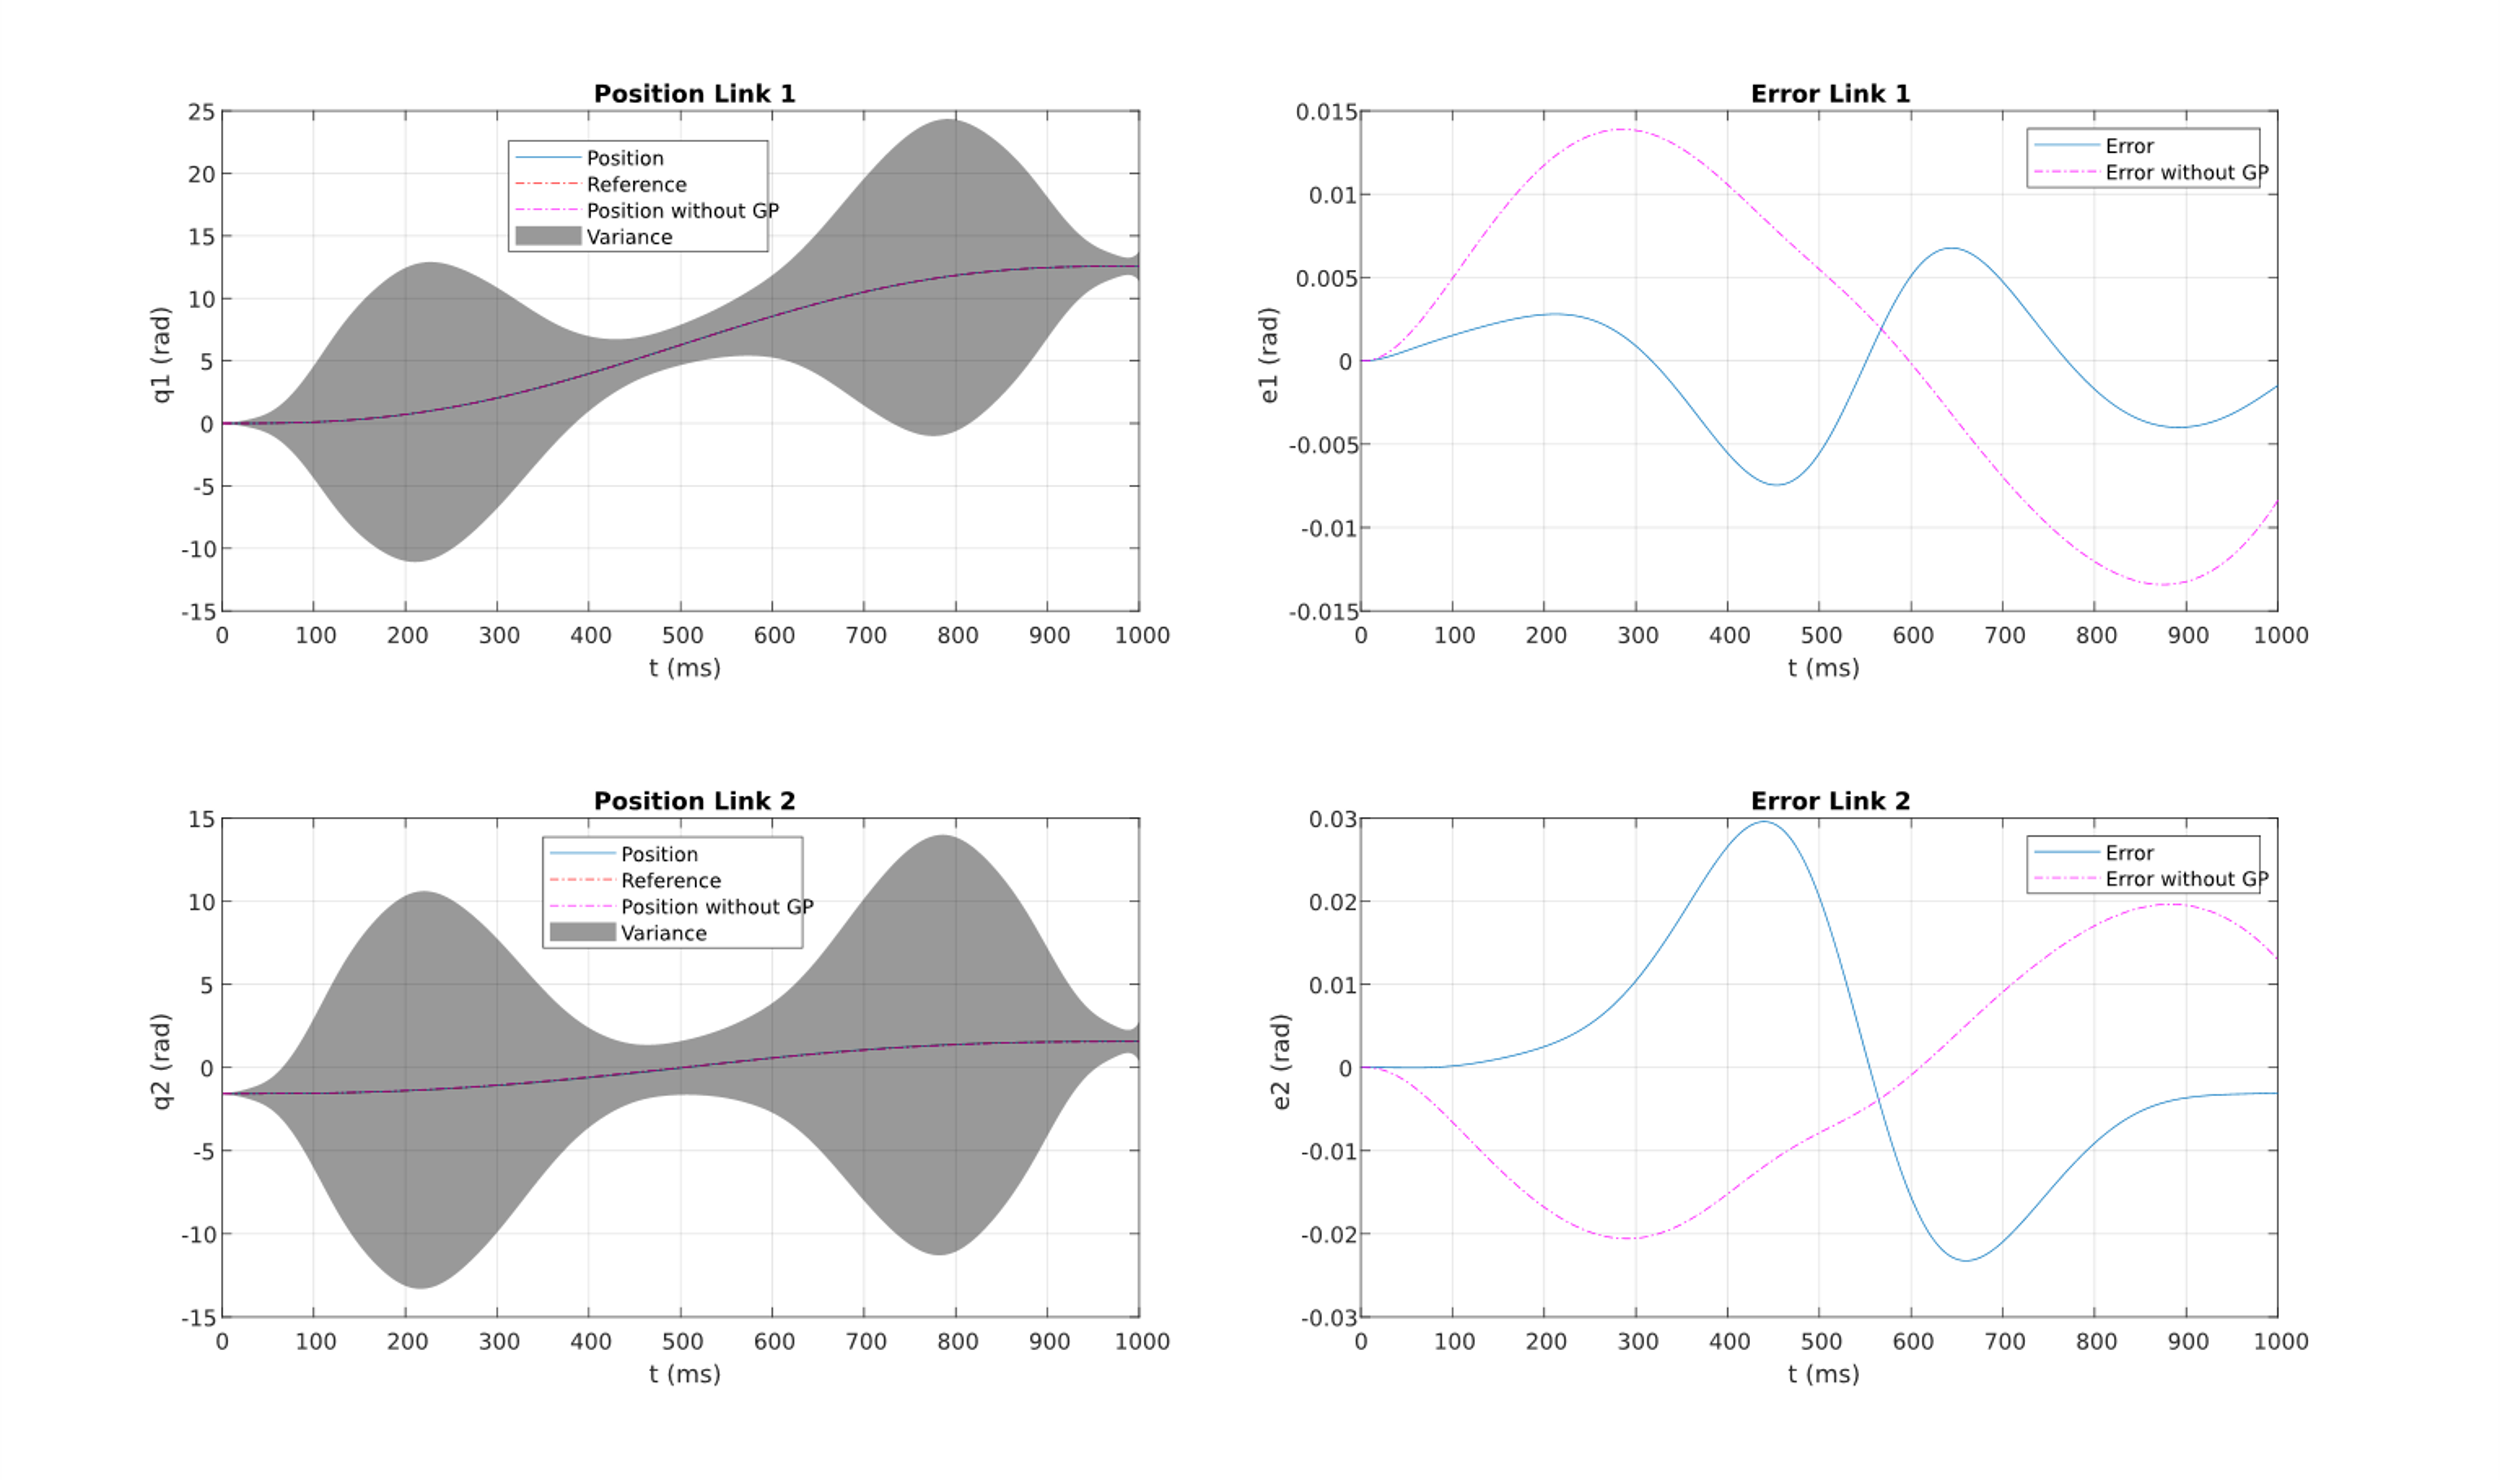 Position Link 1
25
20
15
10
5
0
-5
-10
-15
q1 (rad)
Position
Reference
Position without GP
Variance
0 100 200 300 400 500 600 700 800 900 1000
t (ms)
Error Link 1
0.015
0.01
0.005
0
-0.005
-0.01
-0.015
e1 (rad)
Error
Error without GP
0 100 200 300 400 500 600 700 800 900 1000
t (ms)
Position Link 2
15
10
5
0
-5
-10
-15
q2 (rad)
Position
Reference
Position without GP
Variance
0 100 200 300 400 500 600 700 800 900 1000
t (ms)
Error Link 2
0.03
0.02
0.01
0
-0.01
-0.02
-0.03
e2 (rad)
Error
Error without GP
0 100 200 300 400 500 600 700 800 900 1000
t (ms)